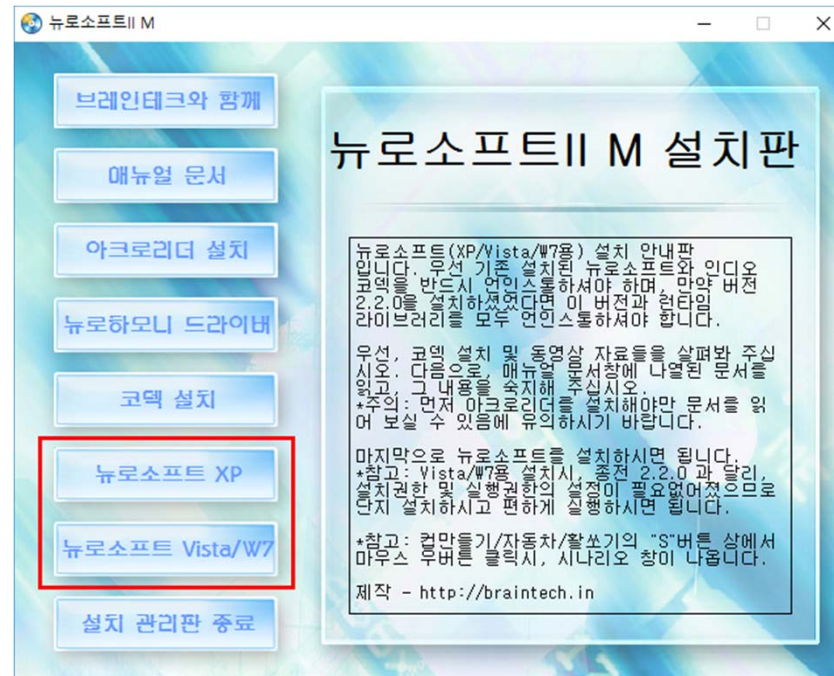 뉴로소프트II M
브레인테크와 함께
매뉴얼 문서
아크로리더 설치
뉴로하모니 드라이버
코덱 설치
뉴로소프트 XP
뉴로소프트 Vista/W7
설치 관리판 종료
뉴로소프트II M 설치판
뉴로소프트(XP/Vista/W7용) 설치 안내판
입니다. 우선 기존 설치된 뉴로소프트와 인디오
코덱을 반드시 언인스톨하셔야 하며, 만약 버전
2.2.0을 설치하셨었다면 이 버전과 런타임
라이브러리를 모두 언인스톨하셔야 합니다.
우선, 코덱 설치 및 동영상 자료들을 살펴봐 주십
시오. 다음으로, 매뉴얼 문서창에 나열된 문서를
읽고, 그 내용을 숙지해 주십시오.
*주의: 먼저 아크로리더를 설치해야만 문서를 읽
어 보실 수 있음에 유의하시기 바랍니다.
마지막으로 뉴로소프트를 설치하시면 됩니다.
*참고: Vista/W7용 설치시, 종전 2.2.0 과 달리,
설치권한 및 실행권한의 설정이 필요없어졌으므로
단지 설치하시고 편하게 실행하시면 됩니다.
*참고: 컵만들기/자동차/활쏘기의 "S"버튼 상에서
마우스 우버튼 클릭시, 시나리오 창이 나옵니다.
제작 - http://braintech.in